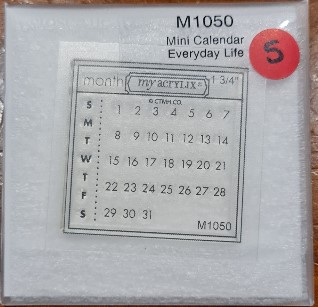 M1050
Mini Calendar
Everyday Life
5
month my acrylix® 1 3/4"
© CTMH CO.
S 1 2 3 4 5 6 7
M
T 8 9 10 11 12 13 14
W 15 16 17 18 19 20 21
T
F 22 23 24 25 26 27 28
S 29 30 31
M1050